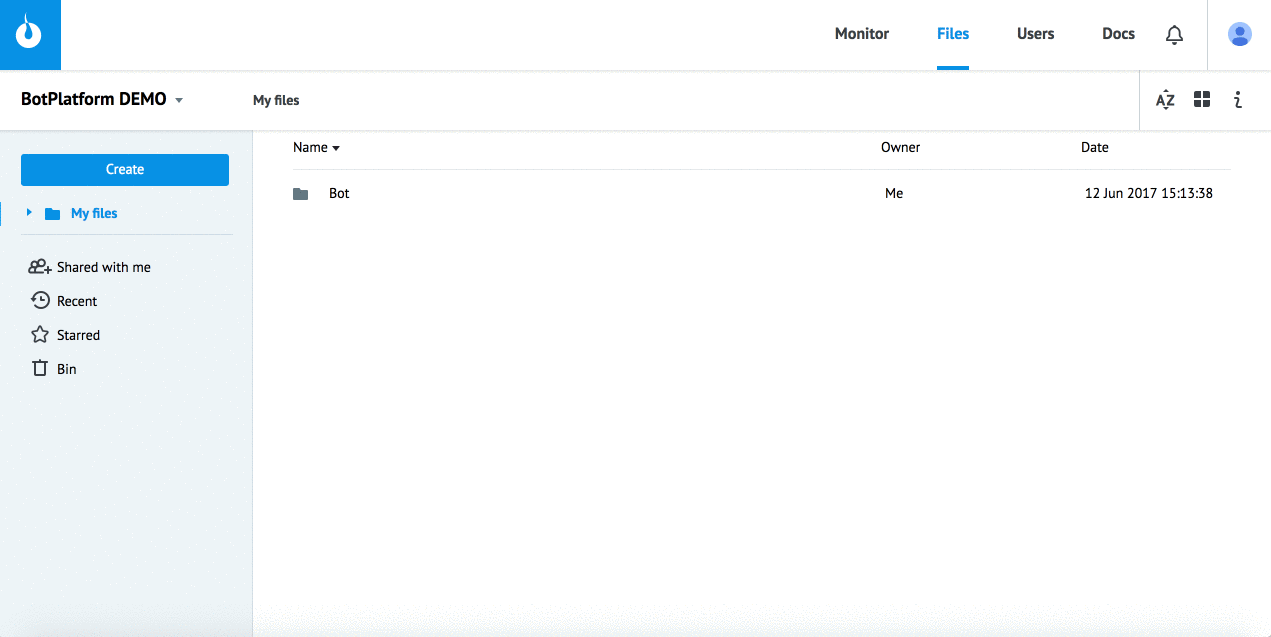 Monitor Files Users Docs
BotPlatform DEMO My files AZ
Create
My files
Shared with me
Recent
Starred
Bin
Name Owner Date
Bot Me 12 Jun 2017 15:13:38